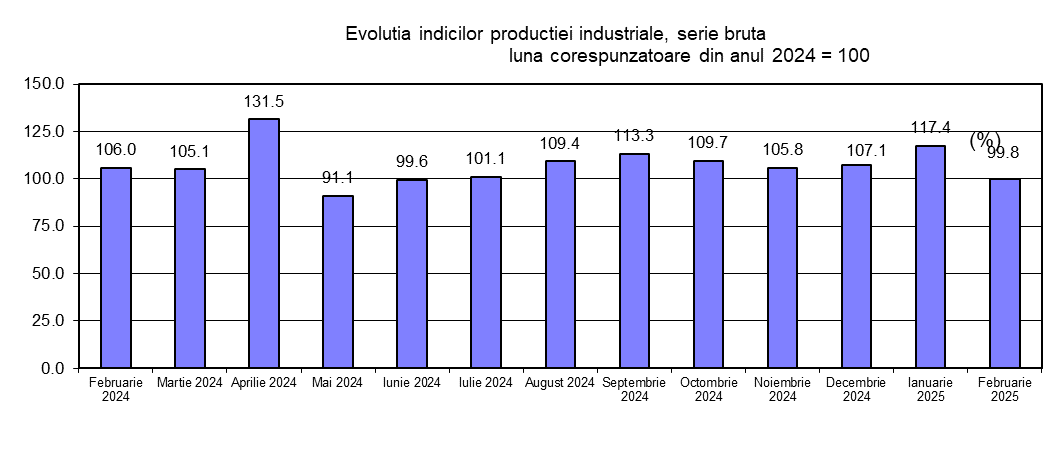 Evolutia indicilor productiei industriale, serie bruta
luna corespunzatoare din anul 2024 = 100
(%)
150.0
125.0
100.0
75.0
50.0
25.0
0.0
106.0
105.1
131.5
91.1
99.6
101.1
109.4
113.3
109.7
105.8
107.1
117.4
99.8
Februarie
2024
Martie 2024
Aprilie 2024
Mai 2024
Iunie 2024
Iulie 2024
August 2024
Septembrie
2024
Octombrie
2024
Noiembrie
2024
Decembrie
2024
Ianuarie
2025
Februarie
2025